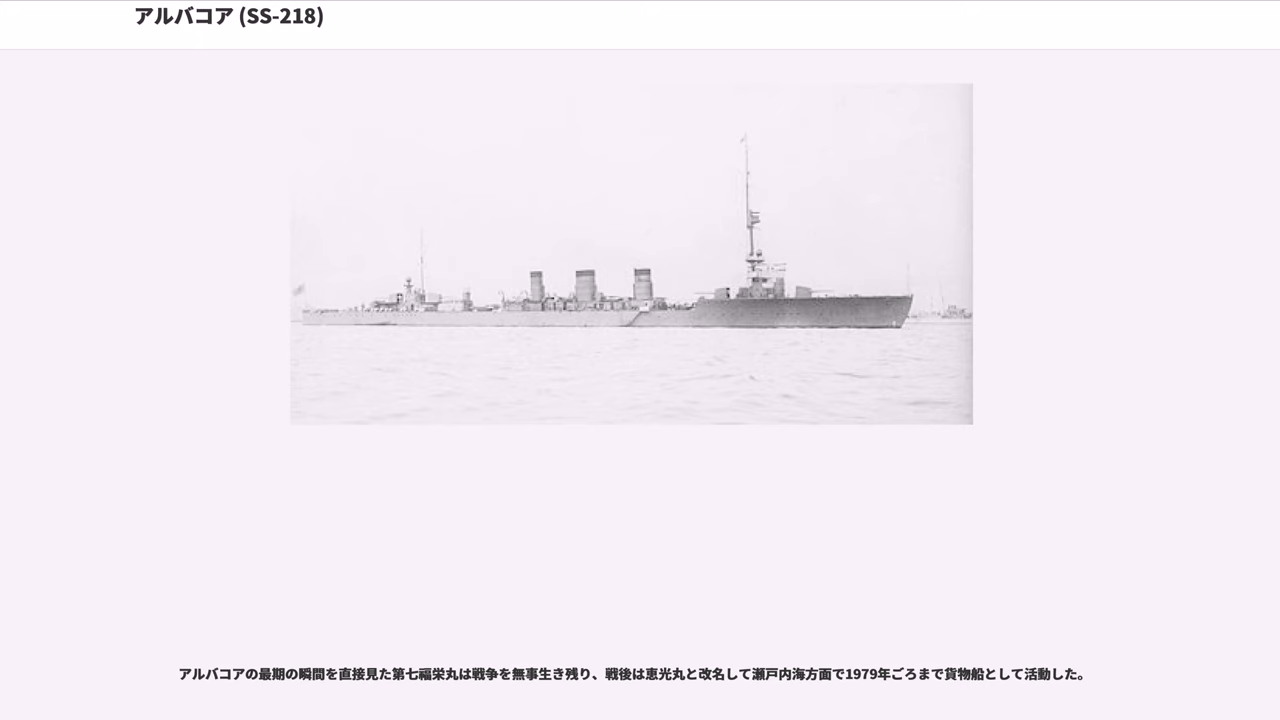 アルバコア (SS-218)
アルバコアの最期の瞬間を直接見た第七福栄丸は戦争を無事生き残り、戦後は恵光丸と改名して瀬戸内海方面で1979年ごろまで貨物船として活動した。